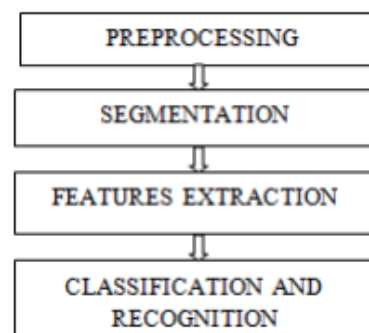 PREPROCESSING
SEGMENTATION
FEATURES EXTRACTION
CLASSIFICATION AND
RECOGNITION